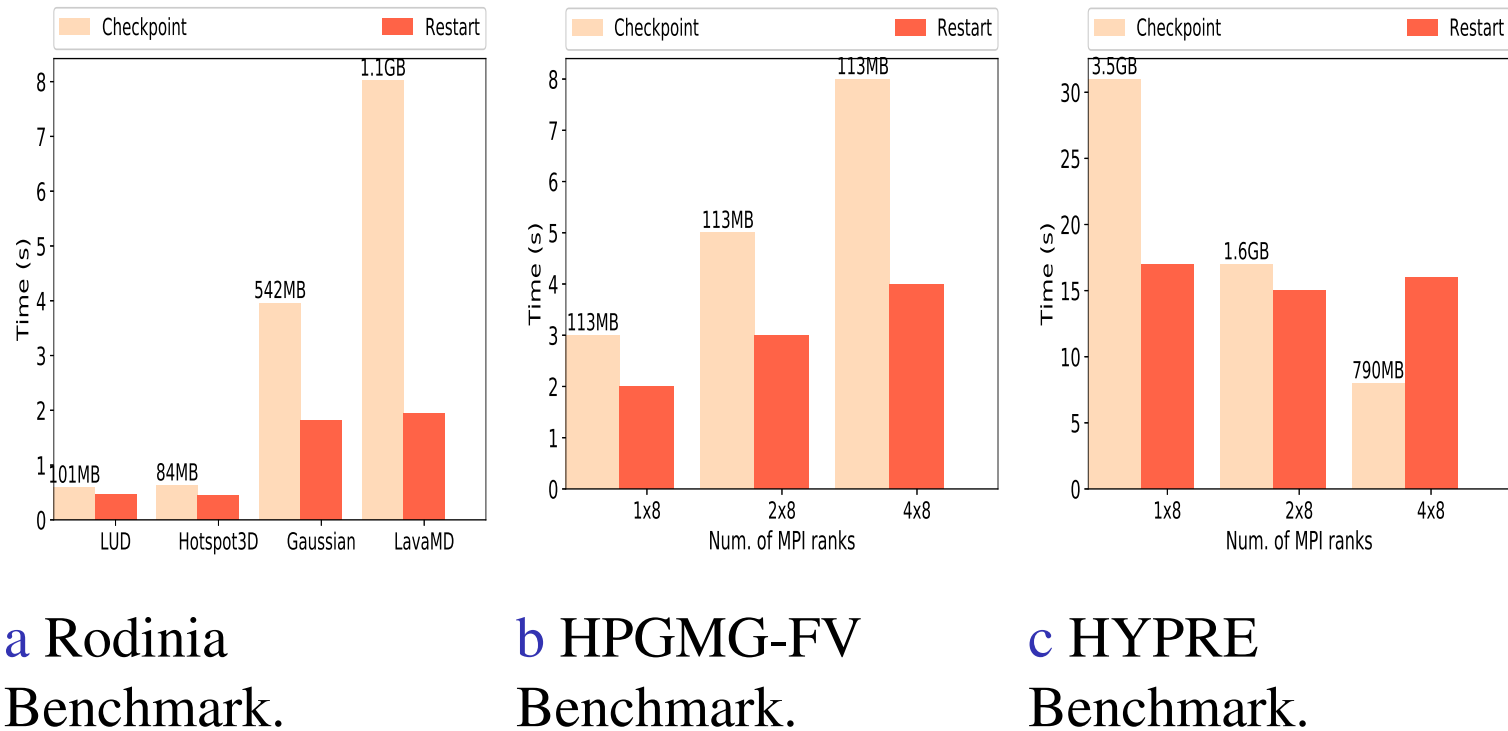 Checkpoint Restart
8
7
6
5
4
3
2
1
0
Time (s)
101MB
84MB
542MB
1.1GB
LUD Hotspot3D Gaussian LavaMD
a Rodinia
Benchmark.
Checkpoint Restart
8
7
6
5
4
3
2
1
0
Time (s)
113MB
113MB
113MB
1x8 2x8 4x8
Num. of MPI ranks
b HPGMG-FV
Benchmark.
Checkpoint Restart
30
25
20
15
10
5
0
Time (s)
3.5GB
1.6GB
790MB
1x8 2x8 4x8
Num. of MPI ranks
c HYPRE
Benchmark.